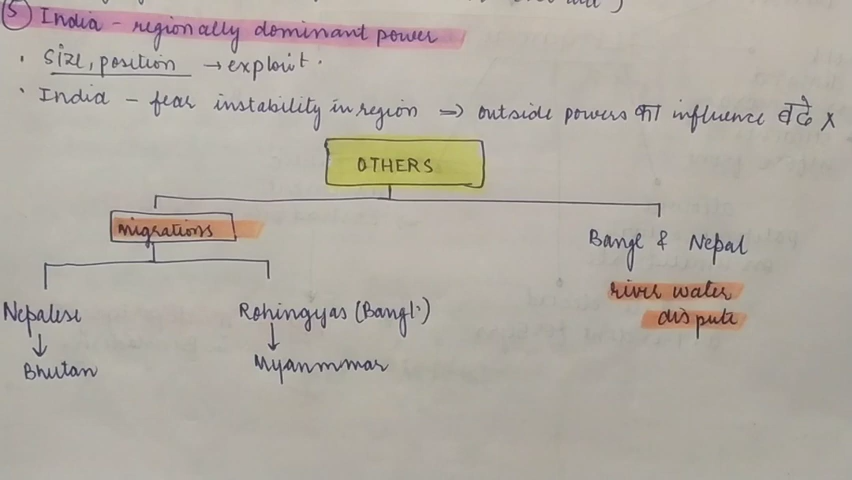 ⑤ India - regionally dominant power
· Size, position → exploit.
· India - fear instability in region ⇒ outside powers का influence बढ़े X
OTHERS
migrations
Bangl & Nepal
river water
dispute
Nepalese
↓
Bhutan
Rohingyas (Bangl.)
↓
Myanmmar